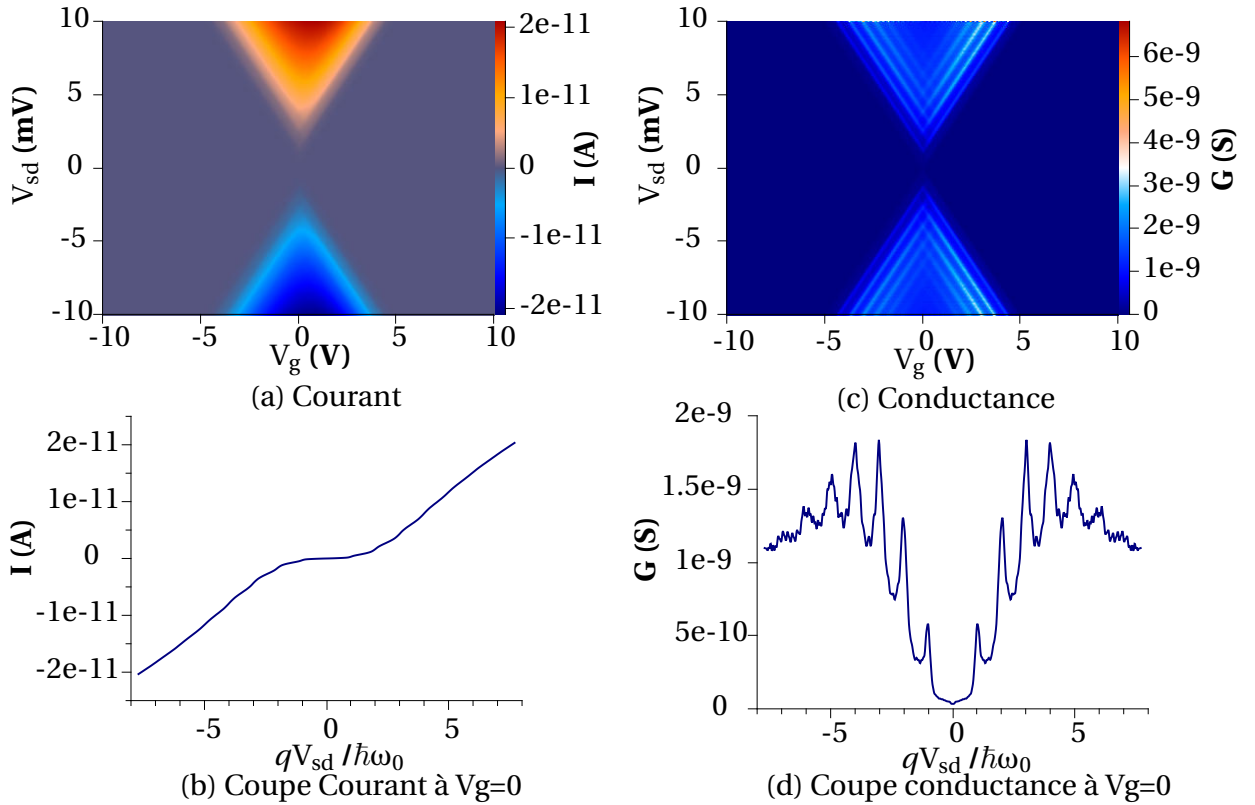 10
5
0
-5
-10
V_sd (mV)
-10
-5
0
5
10
V_g (V)
2e-11
1e-11
0
-1e-11
-2e-11
I (A)
(a) Courant
10
5
0
-5
-10
V_sd (mV)
-10
-5
0
5
10
V_g (V)
6e-9
5e-9
4e-9
3e-9
2e-9
1e-9
0
G (S)
(c) Conductance
2e-11
1e-11
0
-1e-11
-2e-11
I (A)
-5
0
5
qV_sd /ℏω_0
(b) Coupe Courant à Vg=0
2e-9
1.5e-9
1e-9
5e-10
0
G (S)
-5
0
5
qV_sd /ℏω_0
(d) Coupe conductance à Vg=0